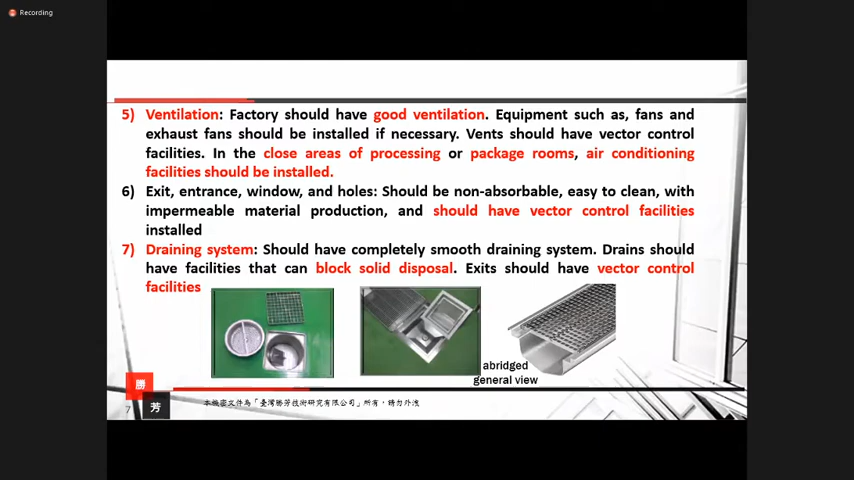 Recording
5) Ventilation: Factory should have good ventilation. Equipment such as, fans and
exhaust fans should be installed if necessary. Vents should have vector control
facilities. In the close areas of processing or package rooms, air conditioning
facilities should be installed.
6) Exit, entrance, window, and holes: Should be non-absorbable, easy to clean, with
impermeable material production, and should have vector control facilities
installed
7) Draining system: Should have completely smooth draining system. Drains should
have facilities that can block solid disposal. Exits should have vector control
facilities
abridged
general view
勝
7
芳
本機密文件為「臺灣勝芳技術研究有限公司」所有，請勿外洩